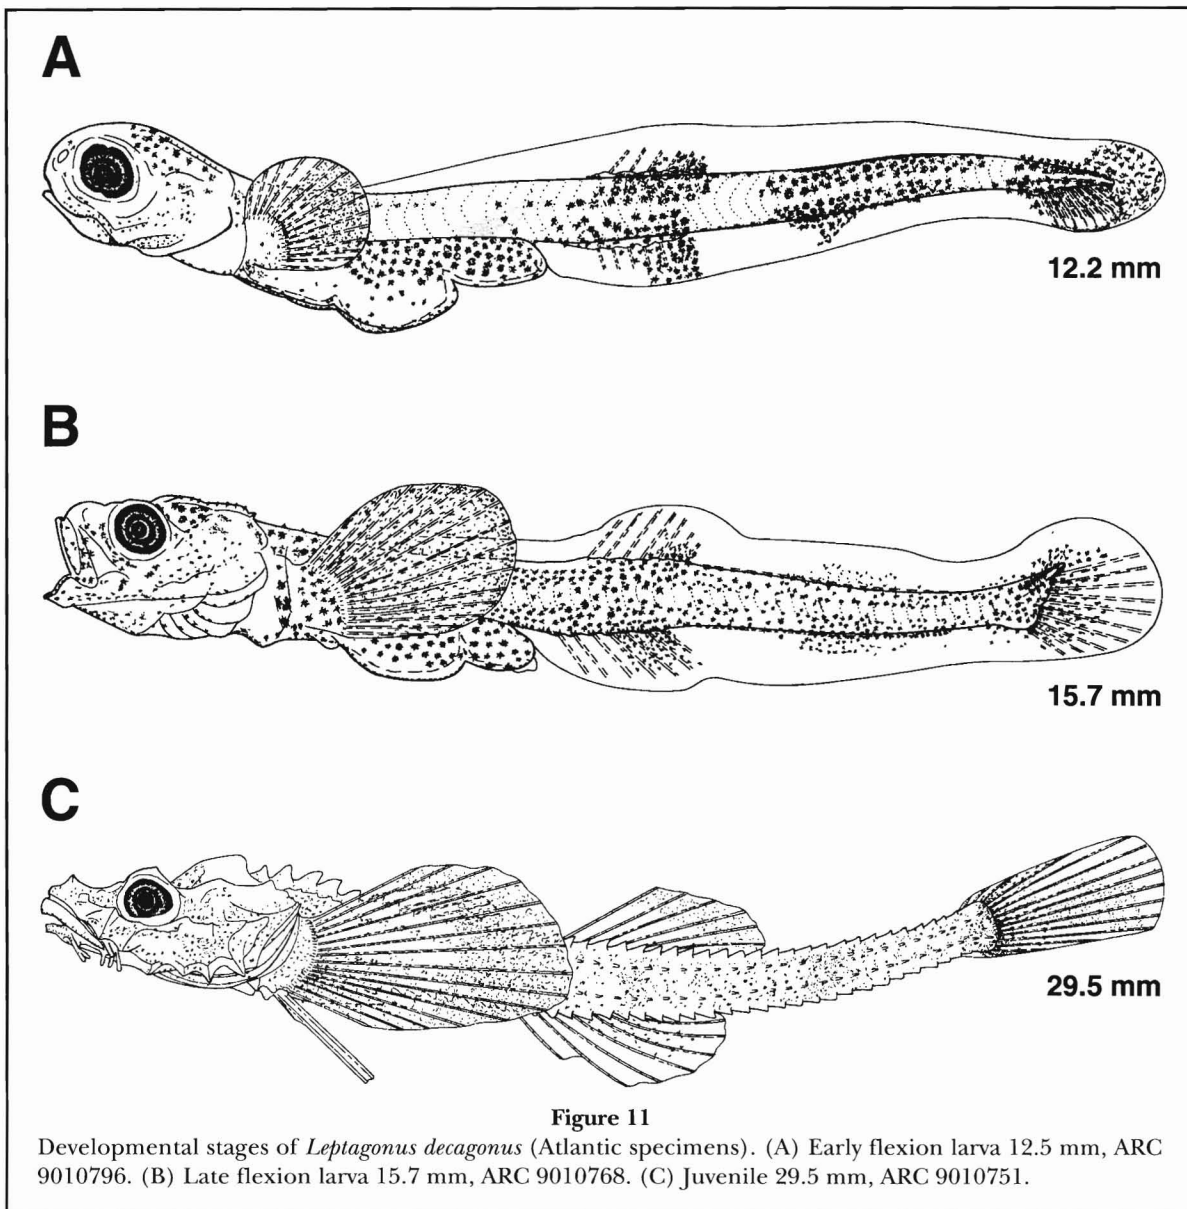 A
12.2 mm
B
15.7 mm
C
29.5 mm
Figure 11
Developmental stages of Leptagonus decagonus (Atlantic specimens). (A) Early flexion larva 12.5 mm, ARC
9010796. (B) Late flexion larva 15.7 mm, ARC 9010768. (C) Juvenile 29.5 mm, ARC 9010751.